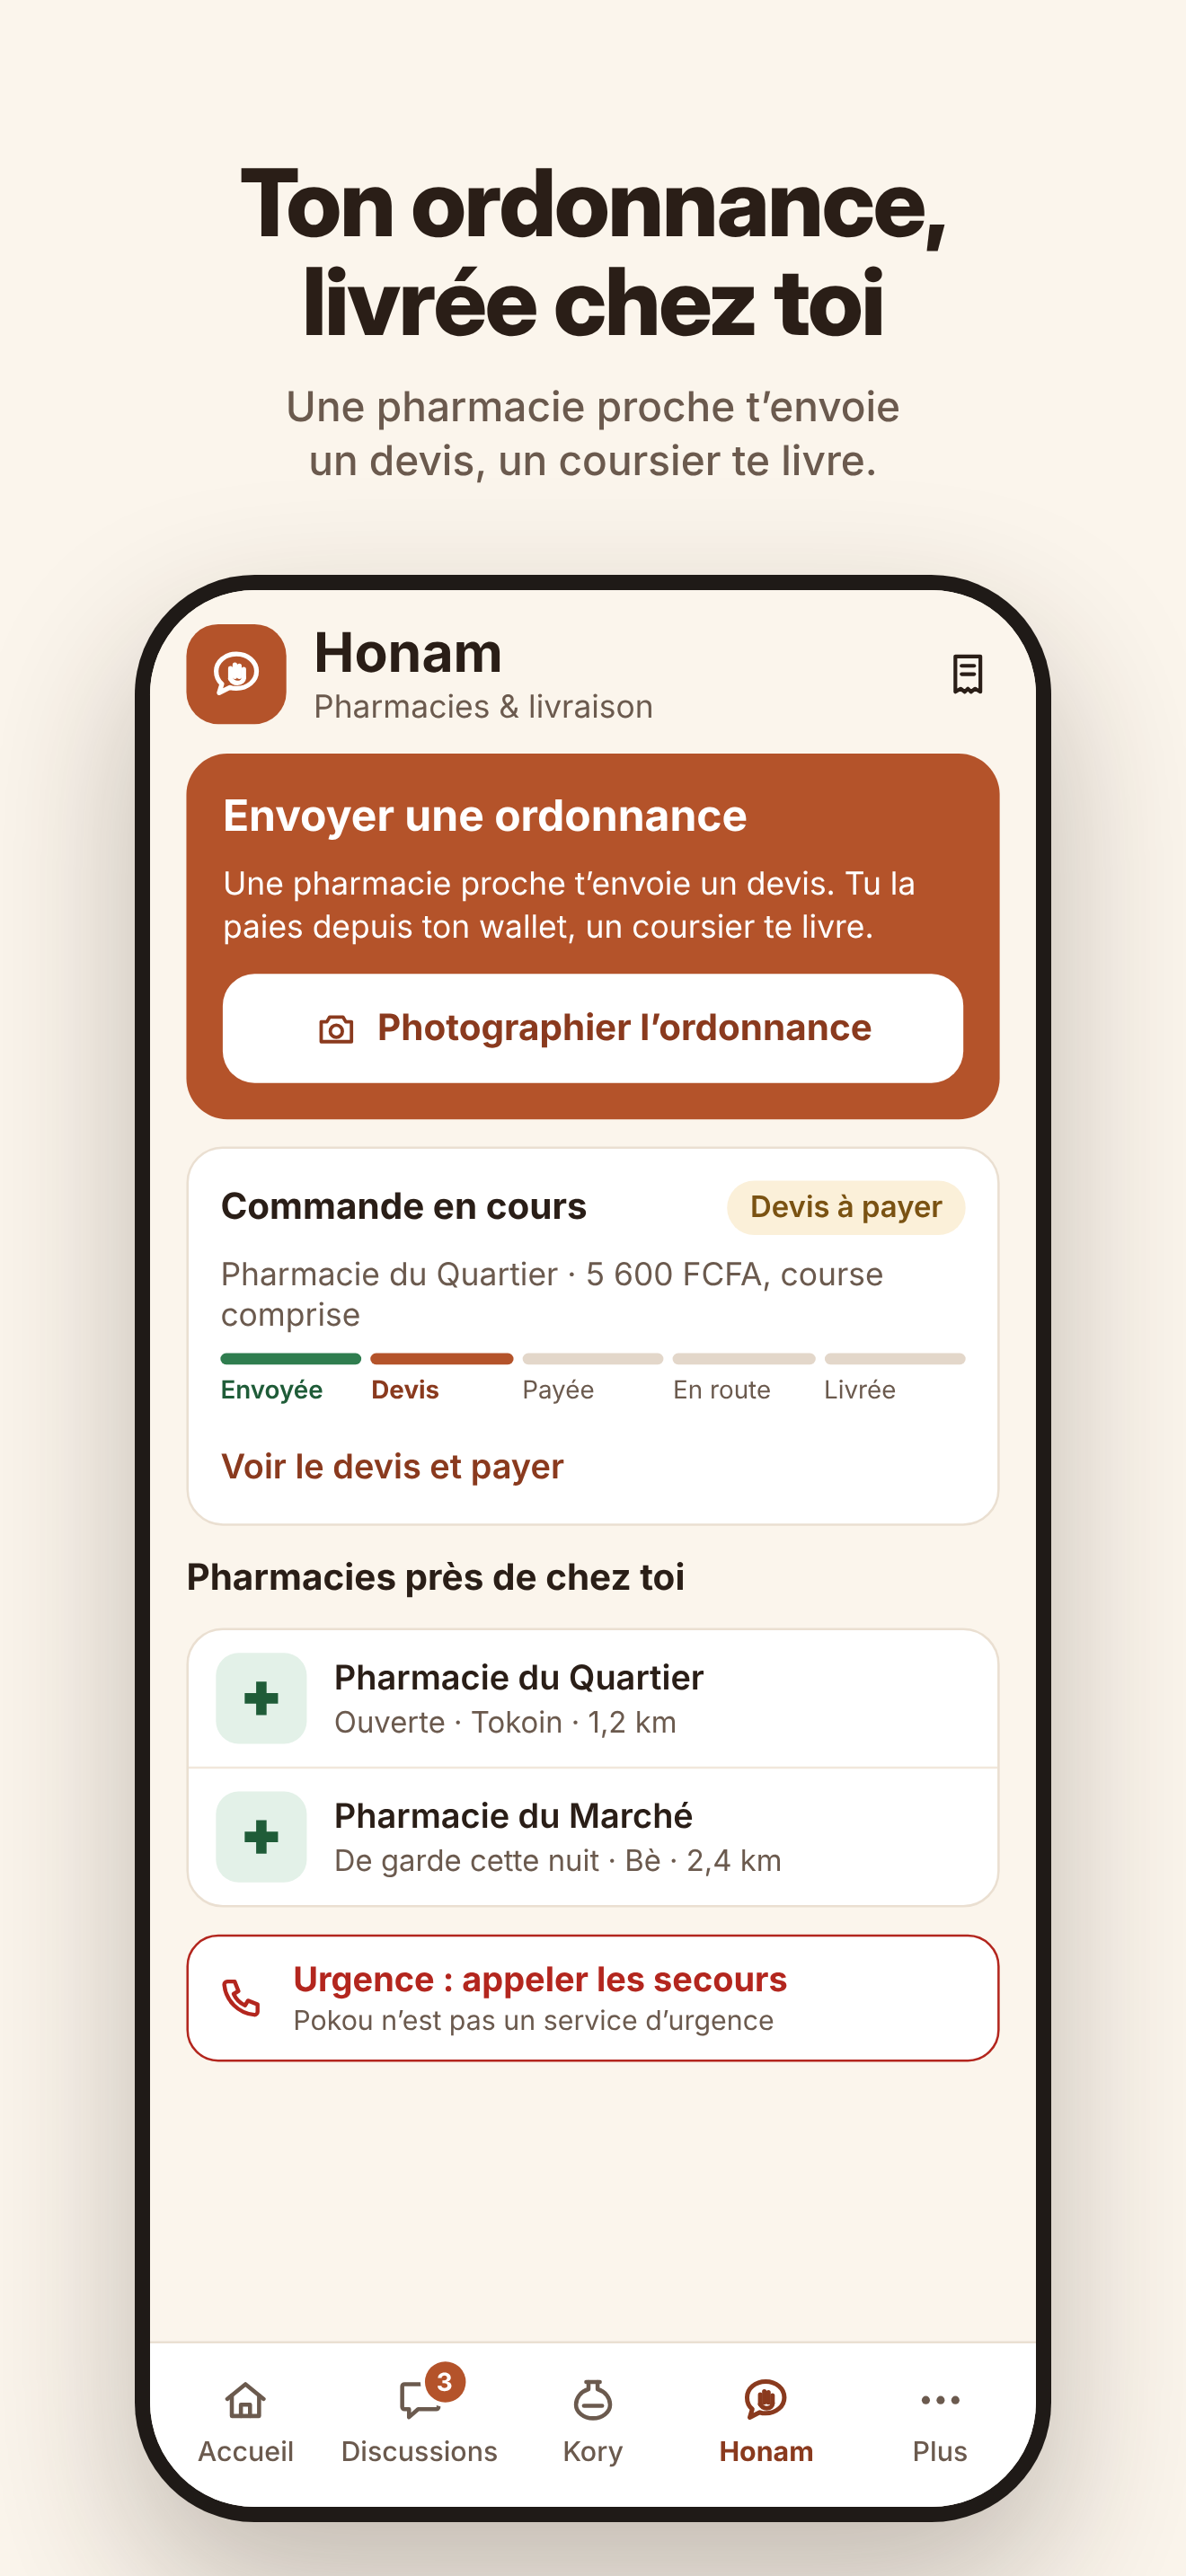 Ton ordonnance,
livrée chez toi
Une pharmacie proche t’envoie
un devis, un coursier te livre.
Honam
Pharmacies & livraison
Envoyer une ordonnance
Une pharmacie proche t’envoie un devis. Tu la
paies depuis ton wallet, un coursier te livre.
Photographier l’ordonnance
Commande en cours
Devis à payer
Pharmacie du Quartier · 5 600 FCFA, course
comprise
Envoyée Devis Payée En route Livrée
Voir le devis et payer
Pharmacies près de chez toi
Pharmacie du Quartier
Ouverte · Tokoin · 1,2 km
Pharmacie du Marché
De garde cette nuit · Bè · 2,4 km
Urgence : appeler les secours
Pokou n’est pas un service d’urgence
3
Accueil Discussions Kory Honam Plus